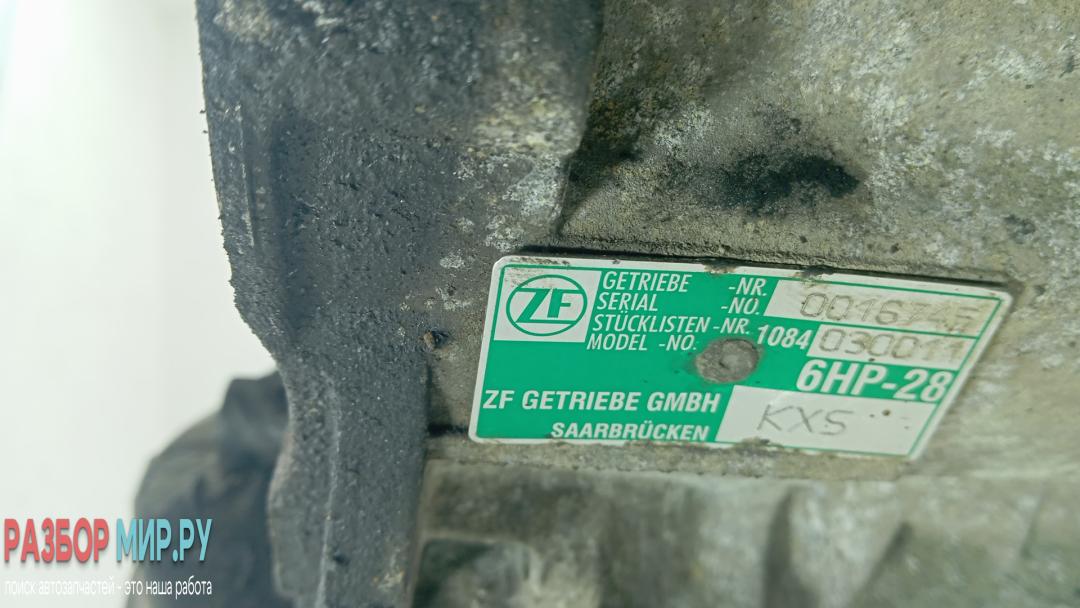 ZF
GETRIEBE -NR.
SERIAL -NO.
STÜCKLISTEN -NR. 1084 030011
MODEL -NO.
6HP-28
ZF GETRIEBE GMBH
SAARBRÜCKEN
KXS
РАЗБОР МИР.РУ
поиск автозапчастей - это наша работа